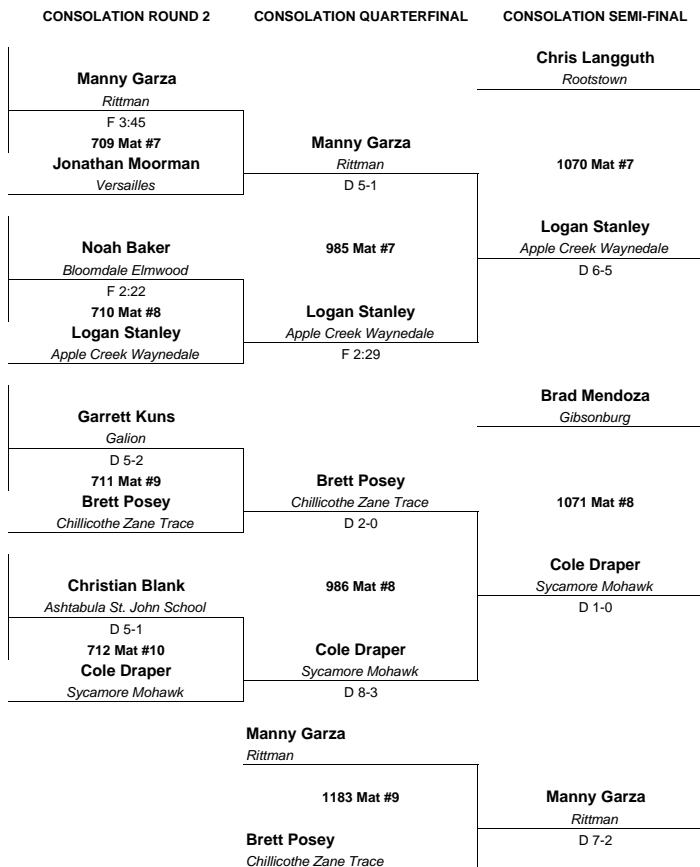 CONSOLATION ROUND 2
CONSOLATION QUARTERFINAL
CONSOLATION SEMI-FINAL
Chris Langguth
Rootstown
Manny Garza
Rittman
F 3:45
709 Mat #7
Jonathan Moorman
Versailles
Manny Garza
Rittman
D 5-1
1070 Mat #7
Noah Baker
Bloomdale Elmwood
F 2:22
710 Mat #8
Logan Stanley
Apple Creek Waynedale
985 Mat #7
Logan Stanley
Apple Creek Waynedale
F 2:29
Logan Stanley
Apple Creek Waynedale
D 6-5
Brad Mendoza
Gibsonburg
Garrett Kuns
Galion
D 5-2
711 Mat #9
Brett Posey
Chillicothe Zane Trace
Brett Posey
Chillicothe Zane Trace
D 2-0
1071 Mat #8
Christian Blank
Ashtabula St. John School
D 5-1
712 Mat #10
Cole Draper
Sycamore Mohawk
986 Mat #8
Cole Draper
Sycamore Mohawk
D 8-3
Cole Draper
Sycamore Mohawk
D 1-0
Manny Garza
Rittman
1183 Mat #9
Brett Posey
Chillicothe Zane Trace
Manny Garza
Rittman
D 7-2